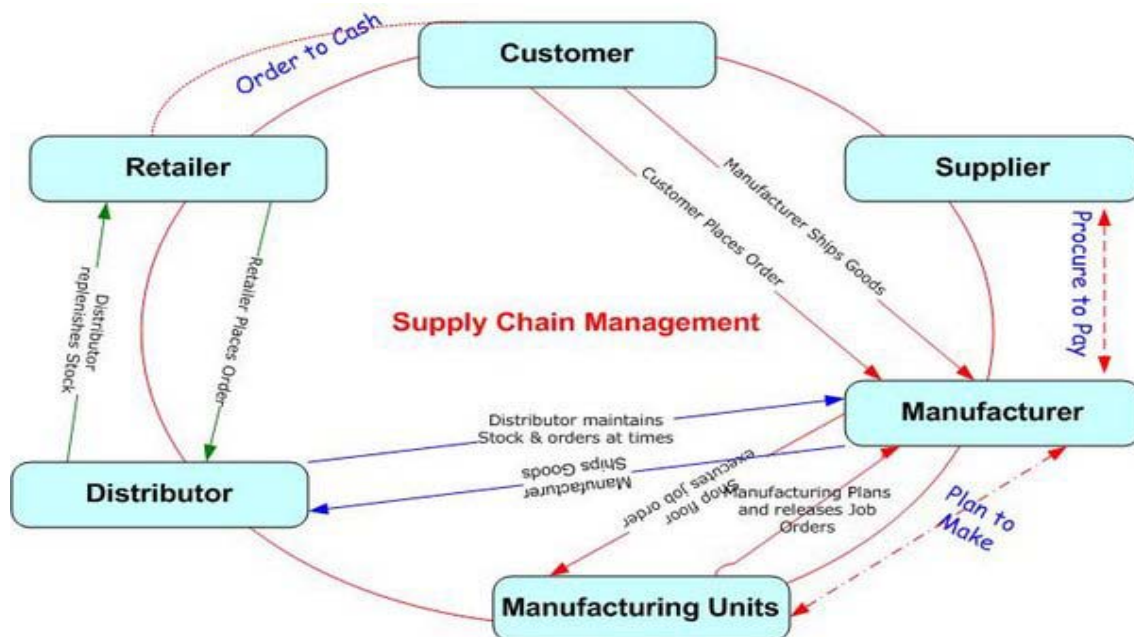 Order to Cash
Customer
Retailer
Supplier
Customer Places Order
Manufacturer Ships Goods
Procure to Pay
Distributor
replenishes Stock
Retailer Places Order
Supply Chain Management
Manufacturer
Distributor maintains
Stock & orders at times
Manufacturer
Ships Goods
Shop floor
executes job order
Manufacturing Plans
and releases Job
Orders
Plan to
Make
Distributor
Manufacturing Units